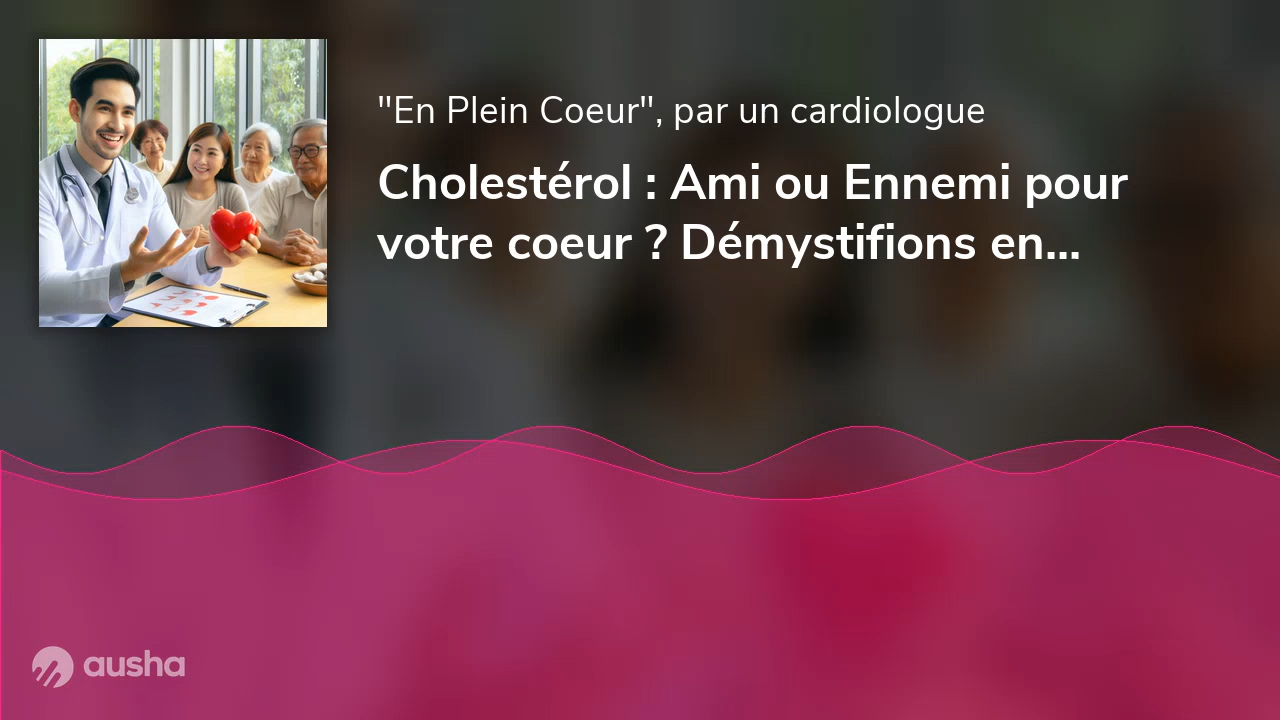 "En Plein Coeur", par un cardiologue
Cholestérol : Ami ou Ennemi pour
votre coeur ? Démystifions en...
ausha